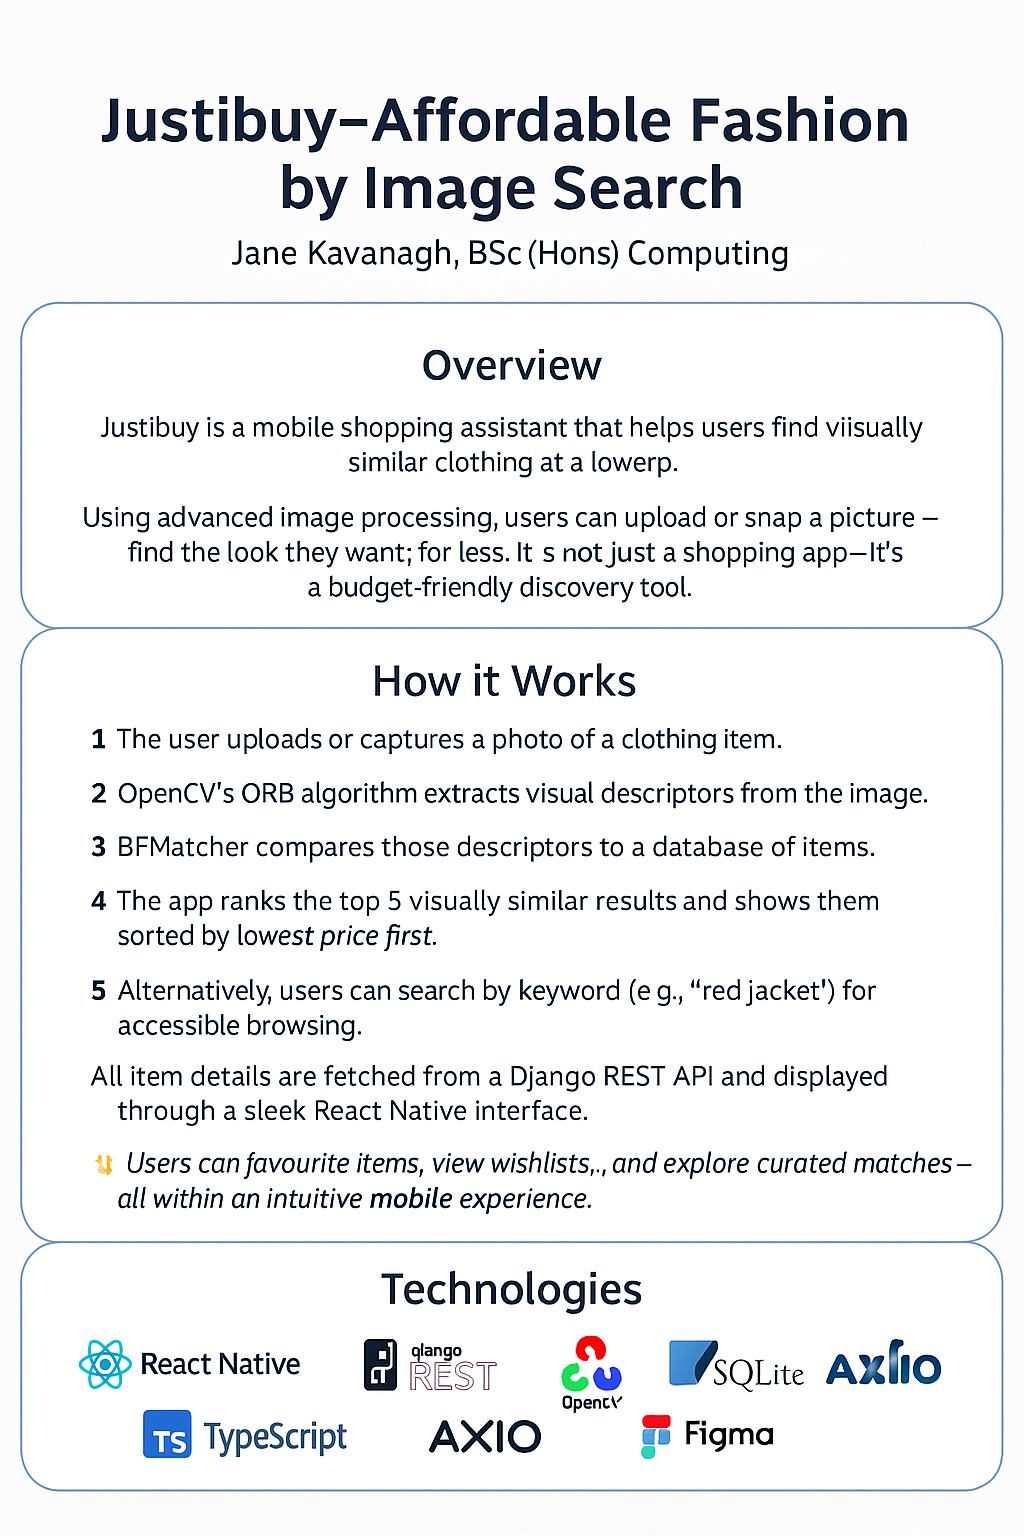 Justibuy–Affordable Fashion
by Image Search
Jane Kavanagh, BSc (Hons) Computing
Overview
Justibuy is a mobile shopping assistant that helps users find viisually
similar clothing at a lowerp.
Using advanced image processing, users can upload or snap a picture –
find the look they want; for less. It s not just a shopping app—It's
a budget-friendly discovery tool.
How it Works
1 The user uploads or captures a photo of a clothing item.
2 OpenCV's ORB algorithm extracts visual descriptors from the image.
3 BFMatcher compares those descriptors to a database of items.
4 The app ranks the top 5 visually similar results and shows them
sorted by lowest price first.
5 Alternatively, users can search by keyword (e g., “red jacket') for
accessible browsing.
All item details are fetched from a Django REST API and displayed
through a sleek React Native interface.
Users can favourite items, view wishlists,., and explore curated matches –
all within an intuitive mobile experience.
Technologies
React Native
qlango
REST
OpencV
SQLite
Axlio
TS TypeScript
AXIO
Figma